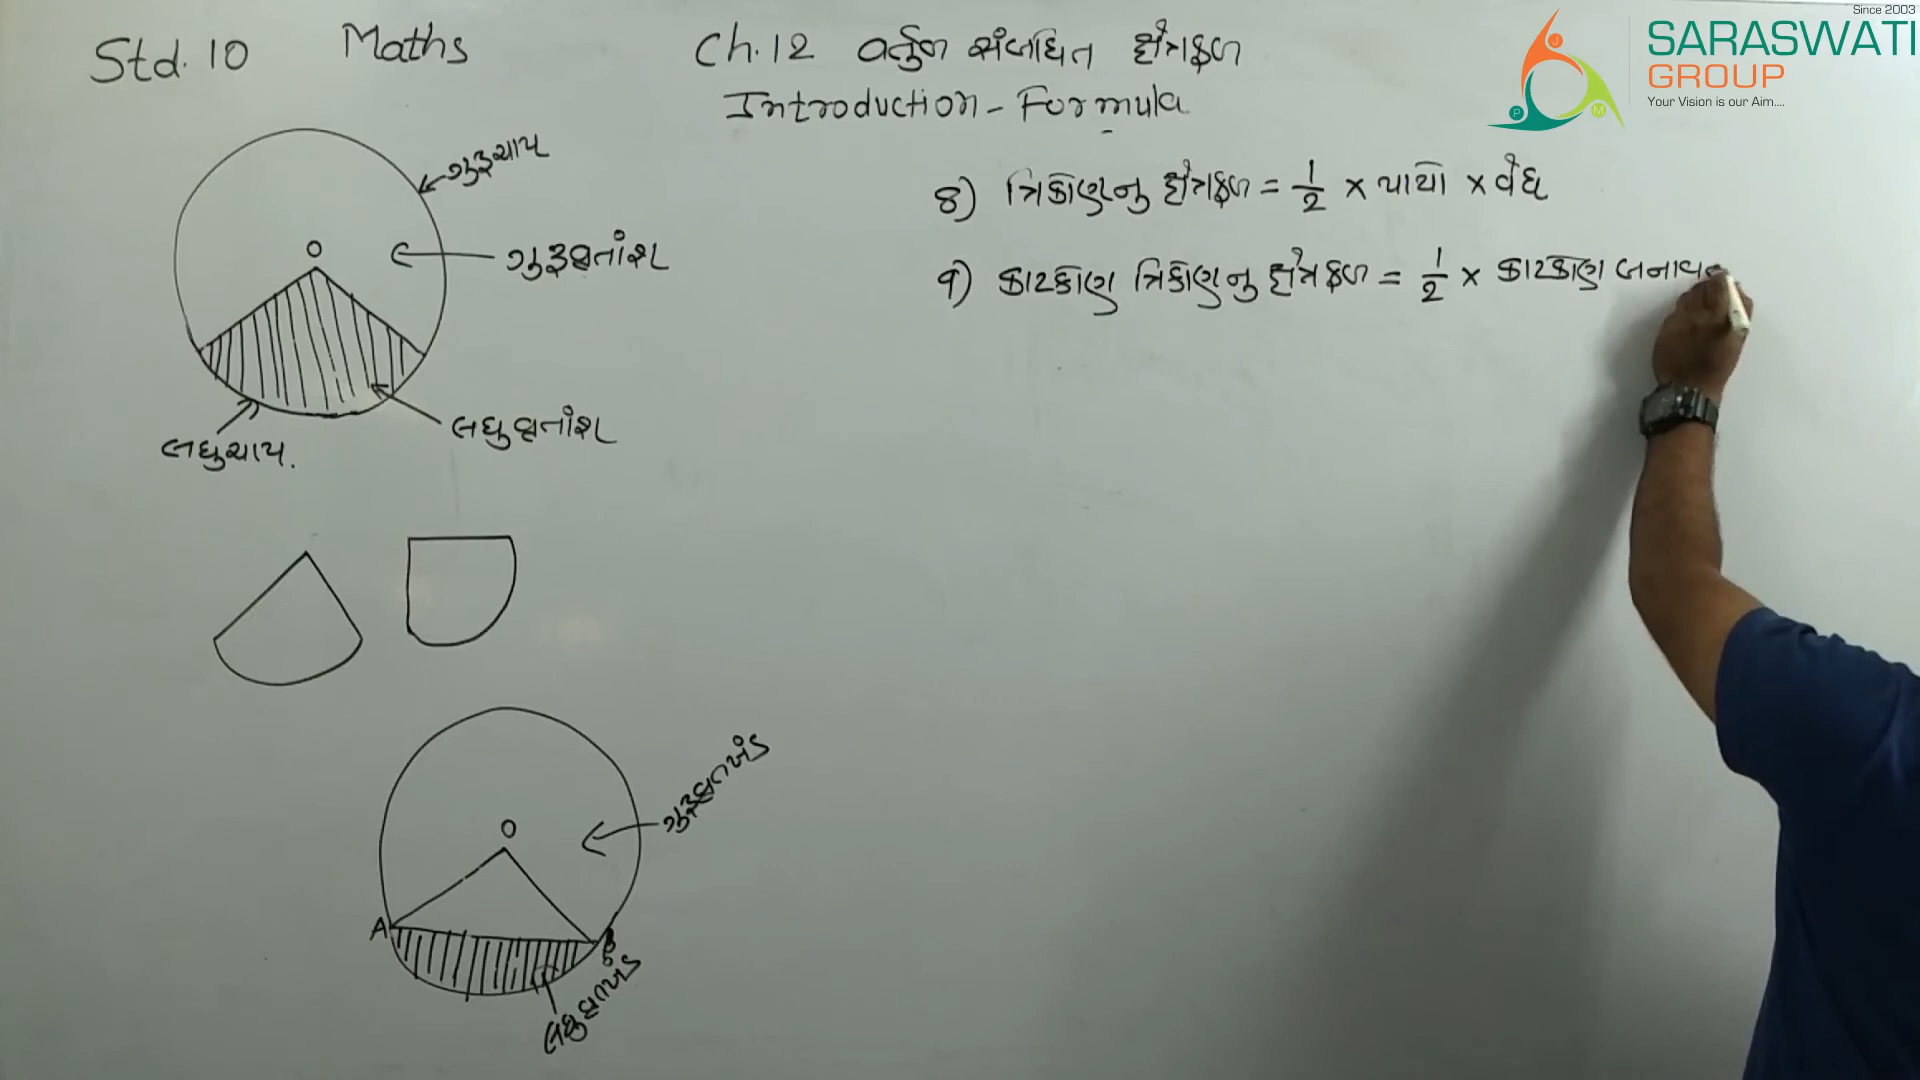 Since 2003
SARASWATI
GROUP
Your Vision is our Aim....
J
P
M
Std. 10 Maths Ch.12 વર્તુળ સંબંધિત ક્ષેત્રફળ
Introduction - Formula
ગુરૂચાપ
O
ગુરૂવૃતાંશ
લઘુવૃતાંશ
લઘુચાપ.
8) ત્રિકોણનુ ક્ષેત્રફળ = 1/2 × પાયો × વેધ
9) કાટકોણ ત્રિકોણનુ ક્ષેત્રફળ = 1/2 × કાટકોણ બનાવ
ગુરૂવૃતખંડ
O
A
B
લઘુવૃતખંડ